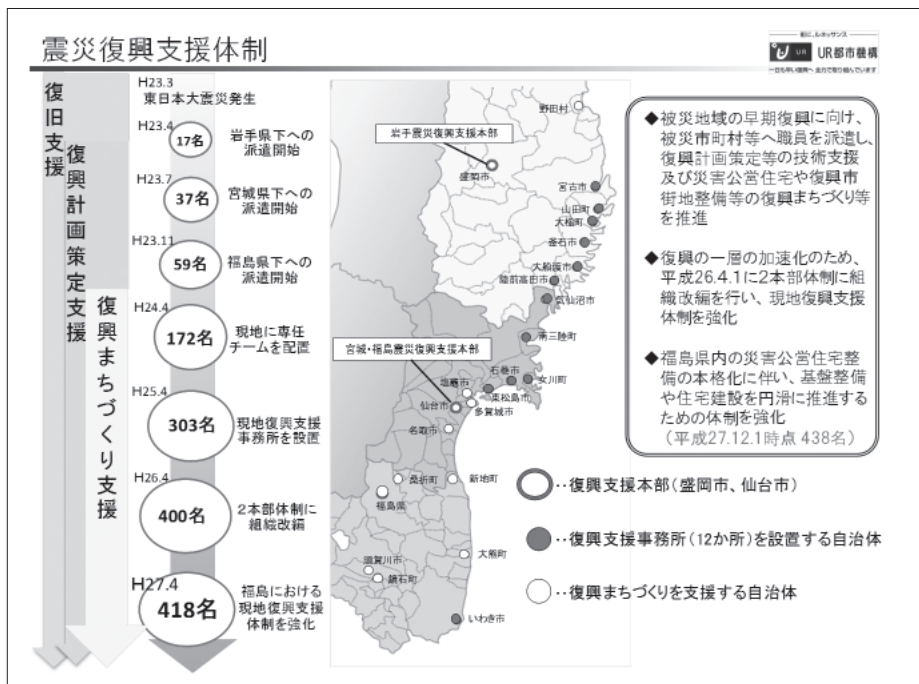 震災復興支援体制
UR
UR都市機構
復旧支援
復興計画策定支援
復興まちづくり支援
H23.3
東日本大震災発生
H23.4
17名
岩手県下への
派遣開始
H23.7
37名
宮城県下への
派遣開始
H23.11
59名
福島県下への
派遣開始
H24.4
172名
現地に専任
チームを配置
H25.4
303名
現地復興支援
事務所を設置
H26.4
400名
2本部体制に
組織改編
H27.4
418名
福島における
現地復興支援
体制を強化
野田村
岩手震災復興支援本部
盛岡市
宮古市
山田町
大槌町
釜石市
大船渡市
陸前高田市
気仙沼市
南三陸町
宮城・福島震災復興支援本部
石巻市
女川町
塩竈市
東松島市
仙台市
多賀城市
名取市
桑折町
新地町
福島県
大熊町
須賀川市
鏡石町
いわき市
◆被災地域の早期復興に向け、
被災市町村等へ職員を派遣し、
復興計画策定等の技術支援
及び災害公営住宅や復興市
街地整備等の復興まちづくり等
を推進
◆復興の一層の加速化のため、
平成26.4.1に2本部体制に組
織改編を行い、現地復興支援
体制を強化
◆福島県内の災害公営住宅整
備の本格化に伴い、基盤整備
や住宅建設を円滑に推進する
ための体制を強化
(平成27.12.1時点 438名)
‥復興支援本部(盛岡市、仙台市)
‥復興支援事務所(12か所)を設置する自治体
‥復興まちづくりを支援する自治体